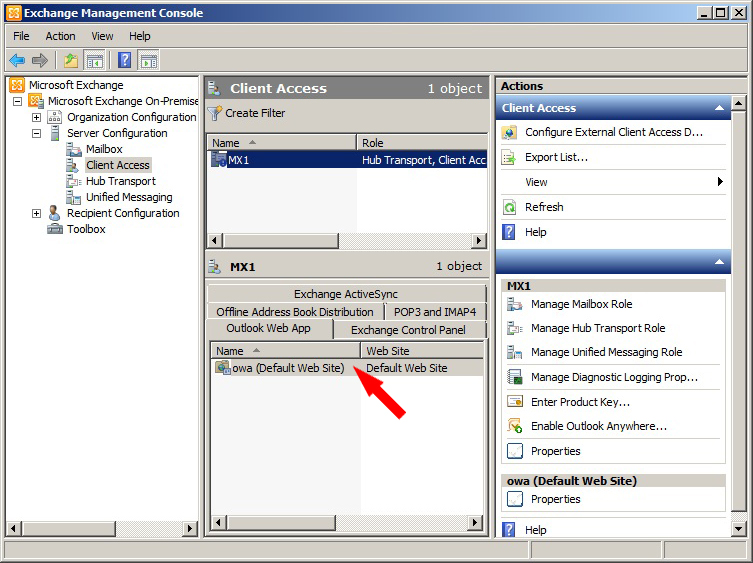 Exchange Management Console
File Action View Help
Microsoft Exchange
Microsoft Exchange On-Premise
Organization Configuration
Server Configuration
Mailbox
Client Access
Hub Transport
Unified Messaging
Recipient Configuration
Toolbox
Client Access 1 object
Create Filter
Name Role
MX1 Hub Transport, Client Acc
MX1 1 object
Exchange ActiveSync
Offline Address Book Distribution POP3 and IMAP4
Outlook Web App Exchange Control Panel
Name Web Site
owa (Default Web Site) Default Web Site
Actions
Client Access
Configure External Client Access D...
Export List...
View
Refresh
Help
MX1
Manage Mailbox Role
Manage Hub Transport Role
Manage Unified Messaging Role
Manage Diagnostic Logging Prop...
Enter Product Key...
Enable Outlook Anywhere...
Properties
owa (Default Web Site)
Properties
Help